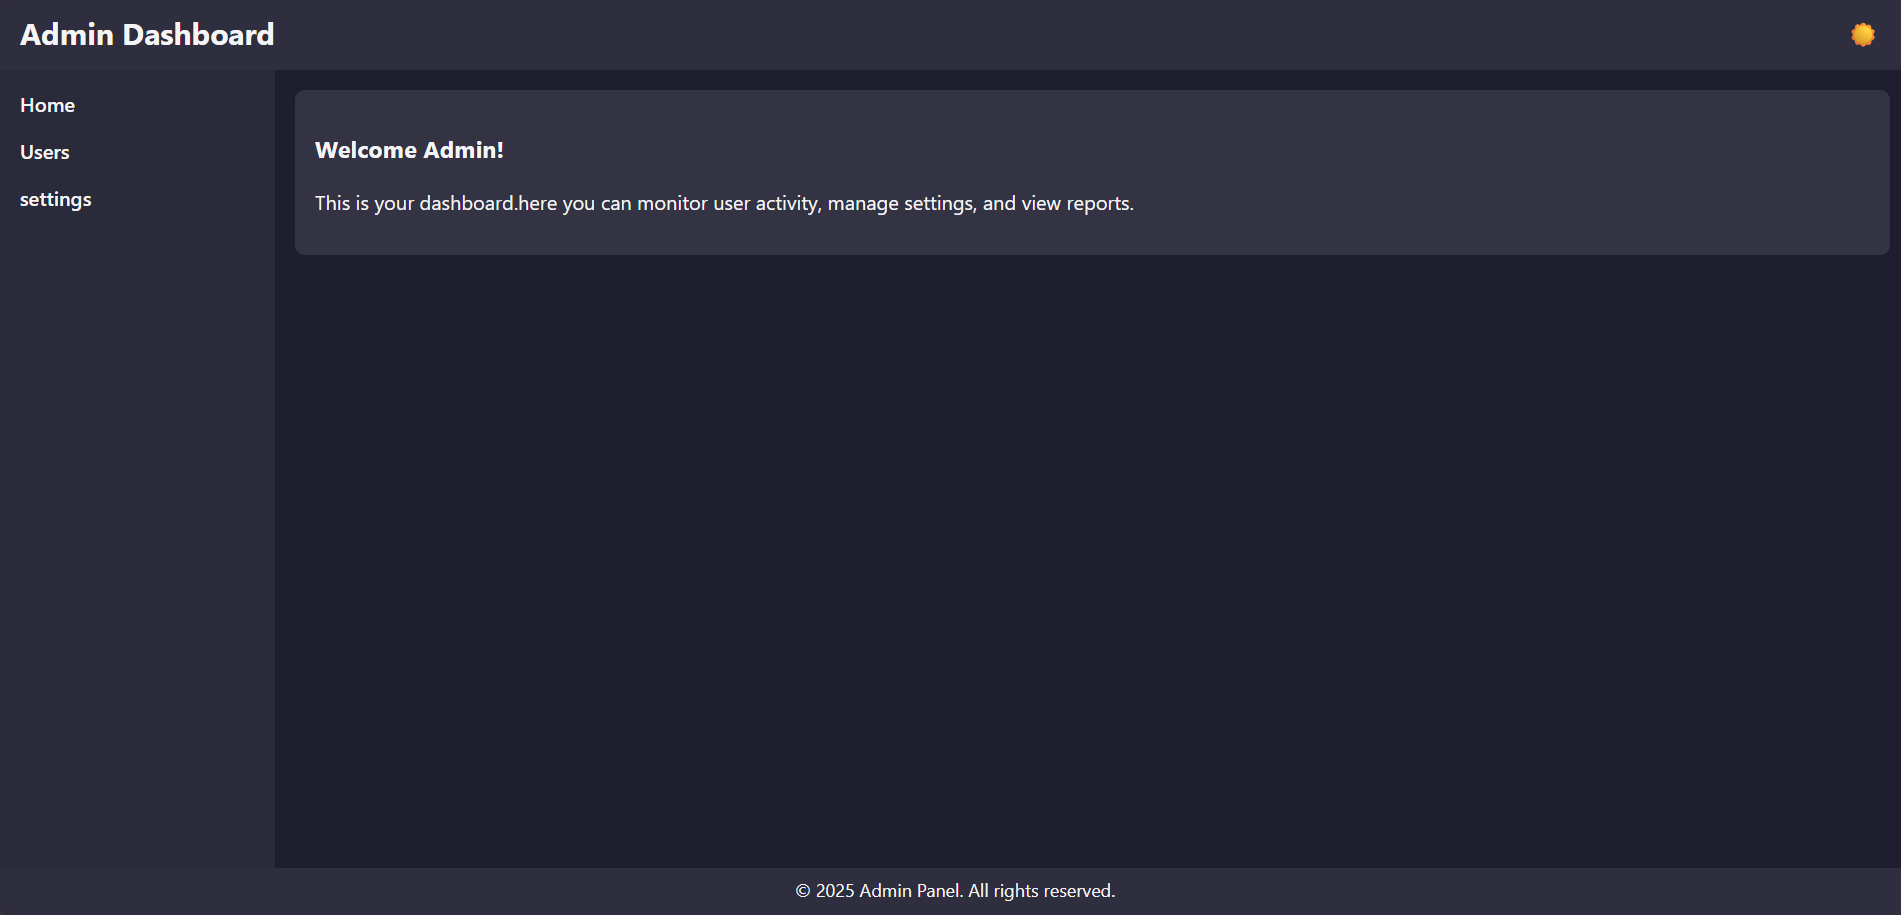 Admin Dashboard
Home
Users
settings
Welcome Admin!
This is your dashboard.here you can monitor user activity, manage settings, and view reports.
© 2025 Admin Panel. All rights reserved.